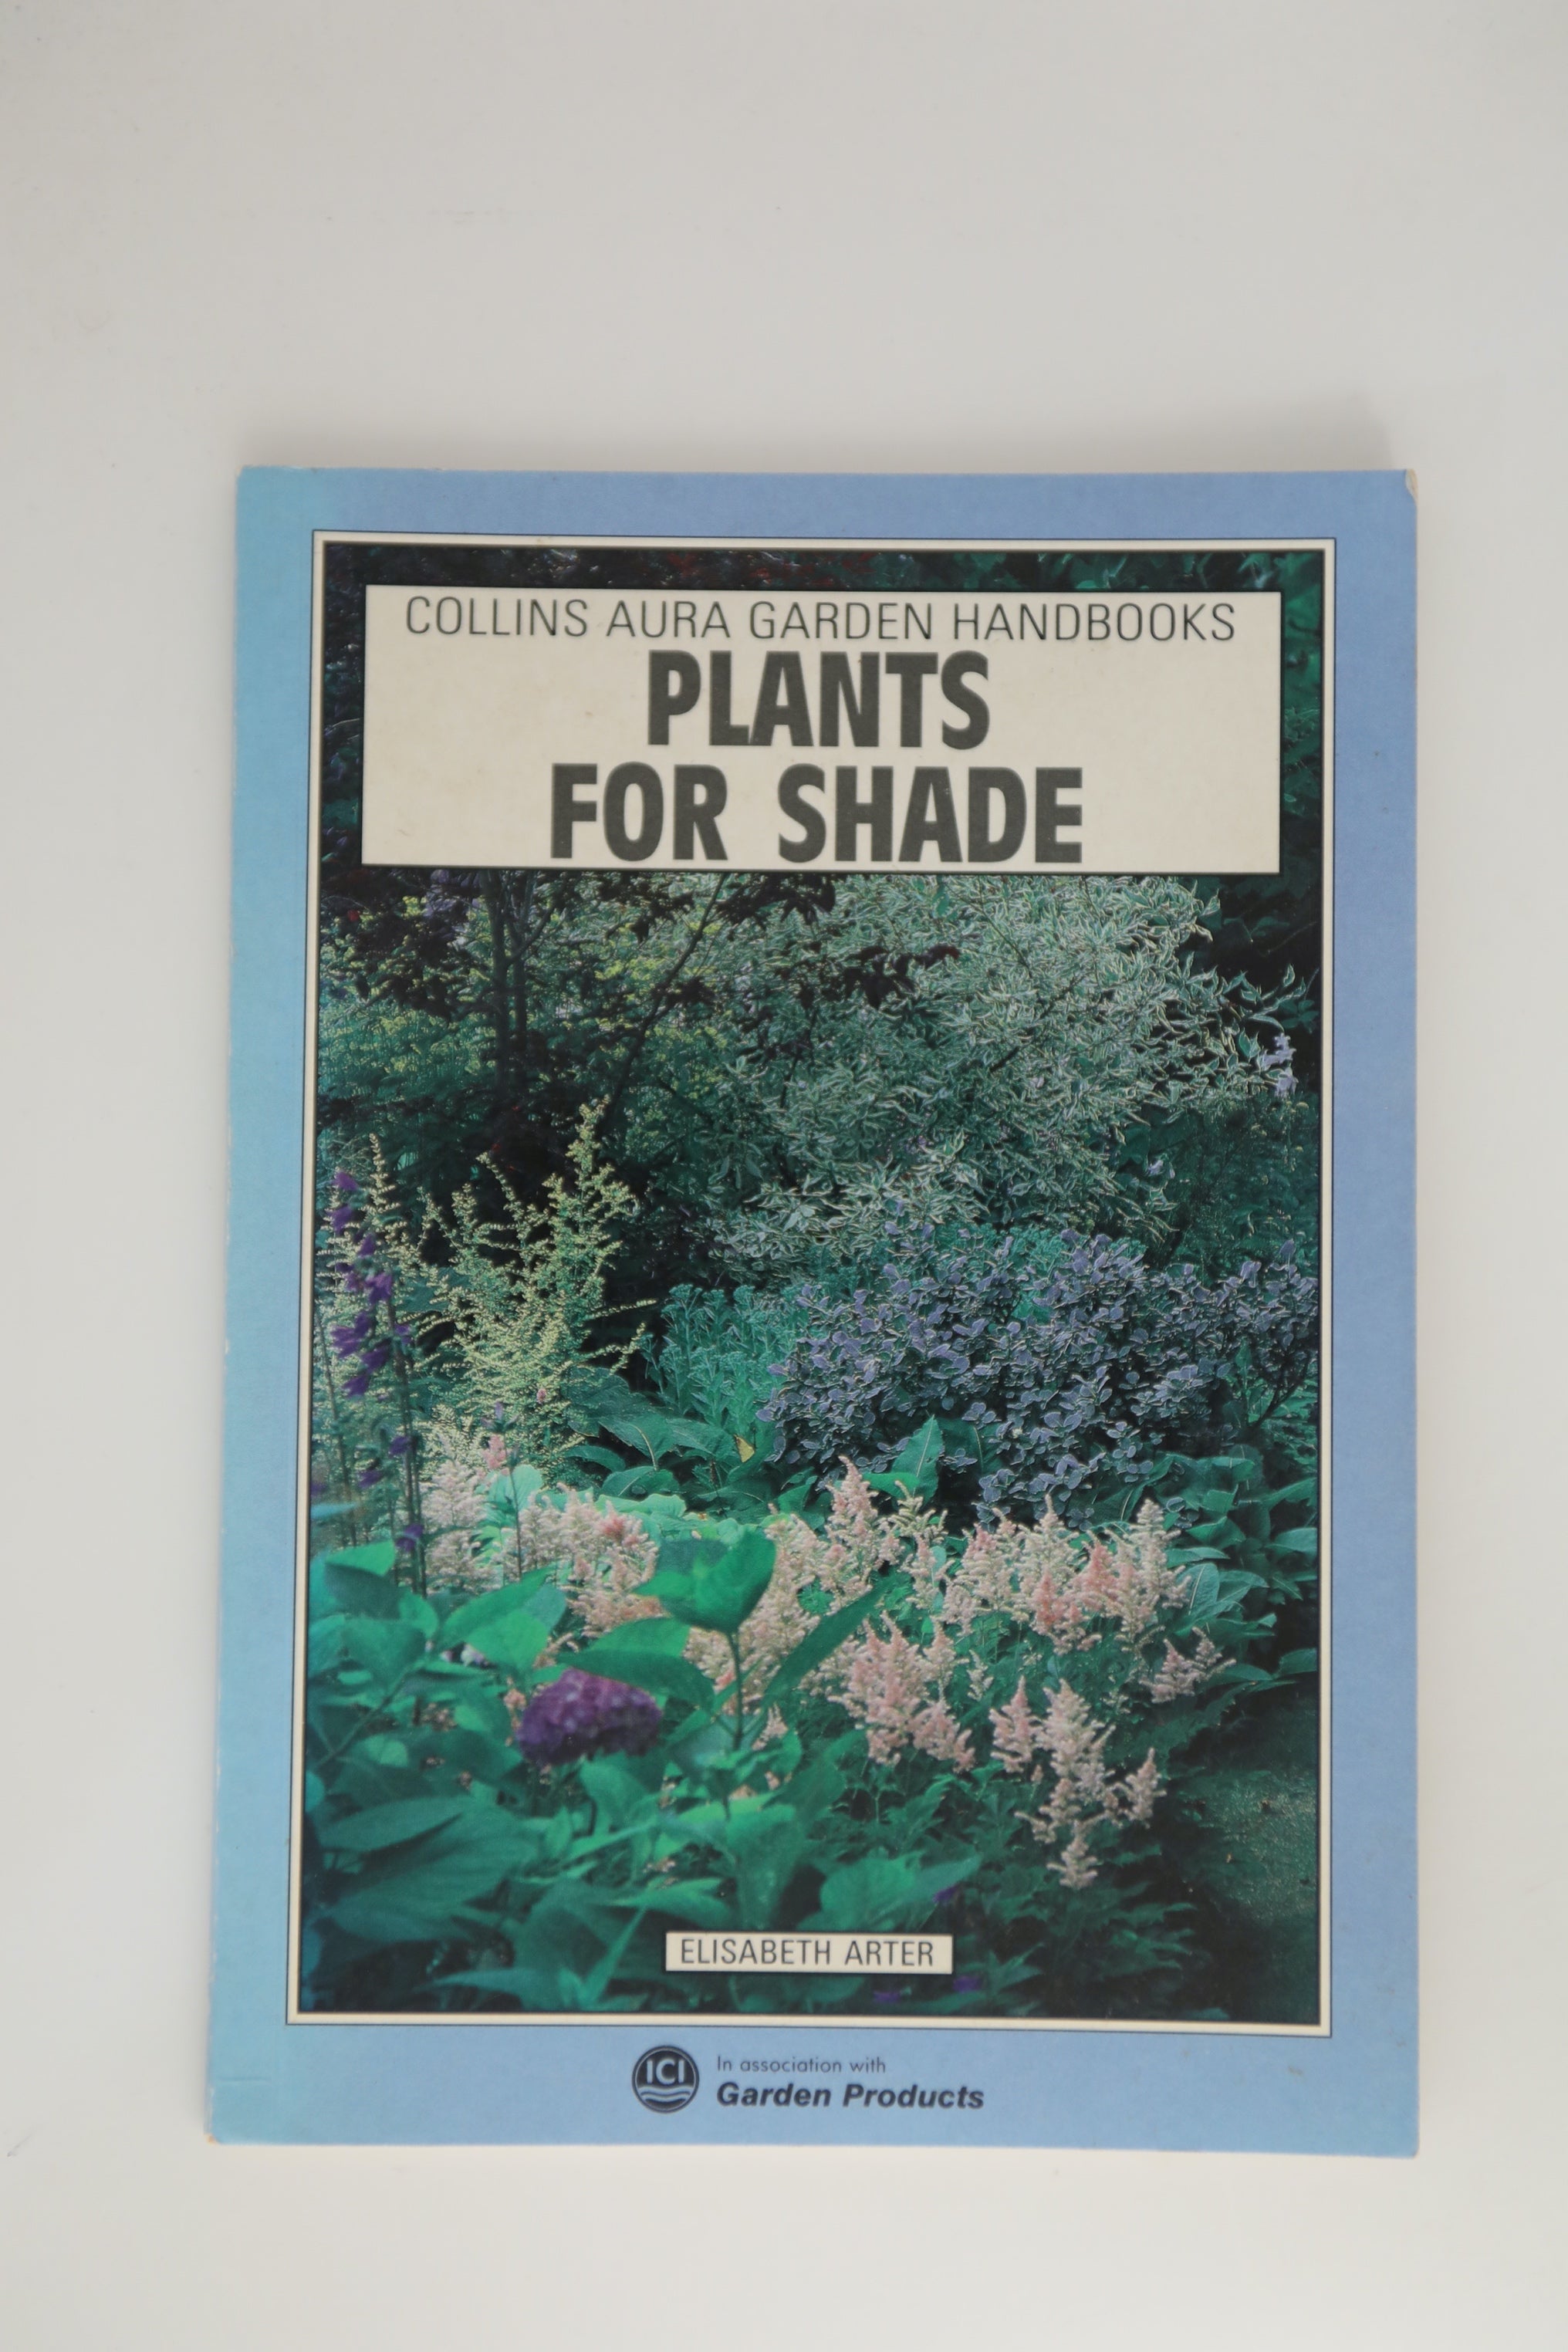 COLLINS AURA GARDEN HANDBOOKS
PLANTS
FOR SHADE
ELISABETH ARTER
ICI
In association with
Garden Products